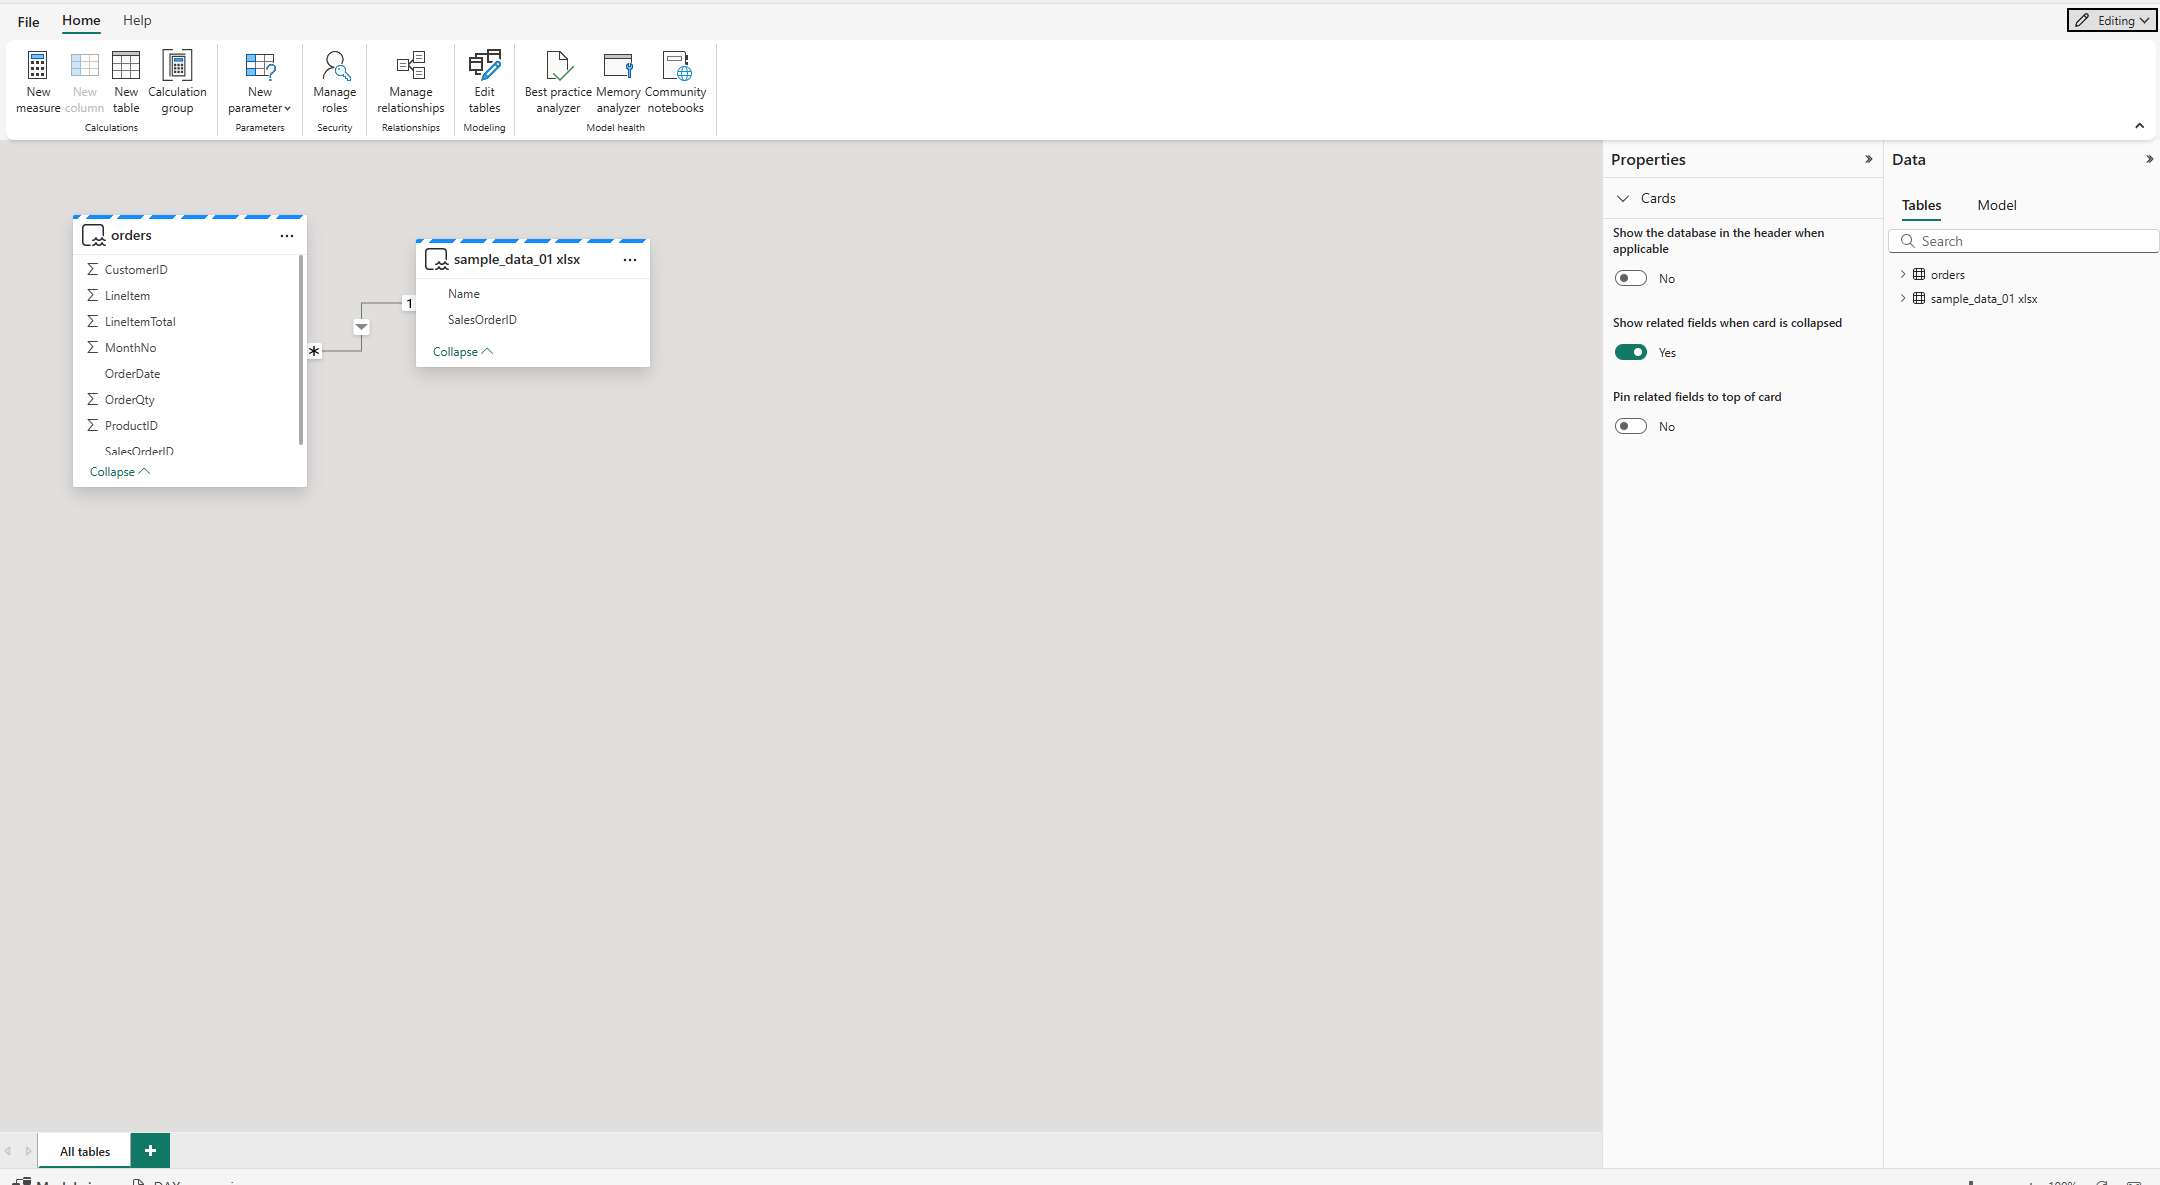 File
Home
Help
Editing
New
measure
New
column
New
table
Calculation
group
Calculations
New
parameter
Parameters
Manage
roles
Security
Manage
relationships
Relationships
Edit
tables
Modeling
Best practice
analyzer
Memory
analyzer
Community
notebooks
Model health
orders
CustomerID
LineItem
LineItemTotal
MonthNo
OrderDate
OrderQty
ProductID
SalesOrderID
Collapse
*
1
sample_data_01 xlsx
Name
SalesOrderID
Collapse
Properties
Cards
Show the database in the header when
applicable
No
Show related fields when card is collapsed
Yes
Pin related fields to top of card
No
Data
Tables
Model
Search
orders
sample_data_01 xlsx
All tables
100%